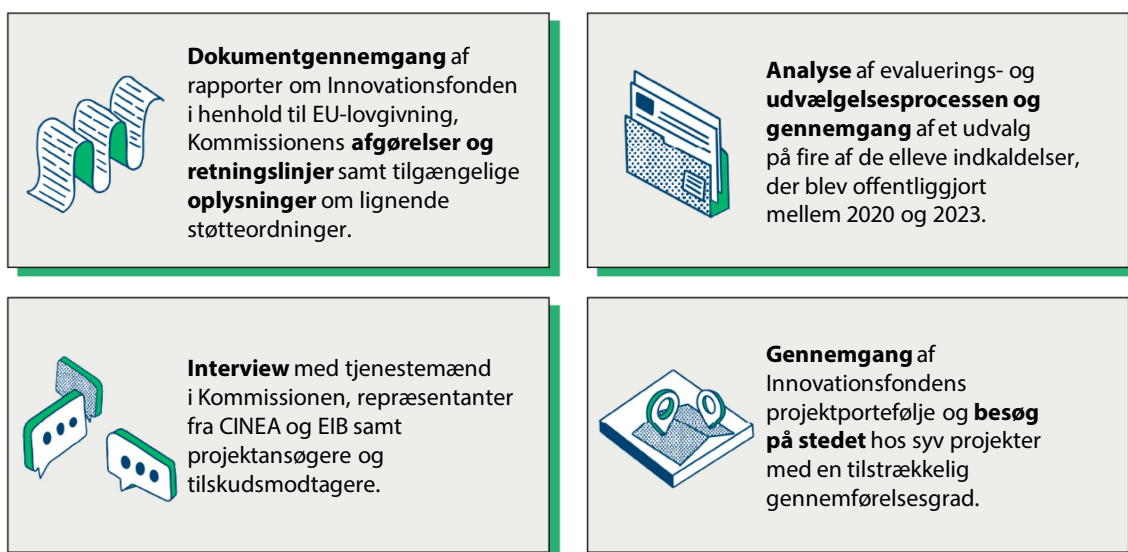 Dokumentgennemgang af
rapporter om Innovationsfonden
i henhold til EU-lovgivning,
Kommissionens afgørelser og
retningslinjer samt tilgængelige
oplysninger om lignende
støtteordninger.
Analyse af evaluerings- og
udvælgelsesprocessen og
gennemgang af et udvalg
på fire af de elleve indkaldelser,
der blev offentliggjort
mellem 2020 og 2023.
Interview med tjenestemænd
i Kommissionen, repræsentanter
fra CINEA og EIB samt
projektansøgere og
tilskudsmodtagere.
Gennemgang af
Innovationsfondens
projektportefølje og besøg
på stedet hos syv projekter
med en tilstrækkelig
gennemførelsesgrad.